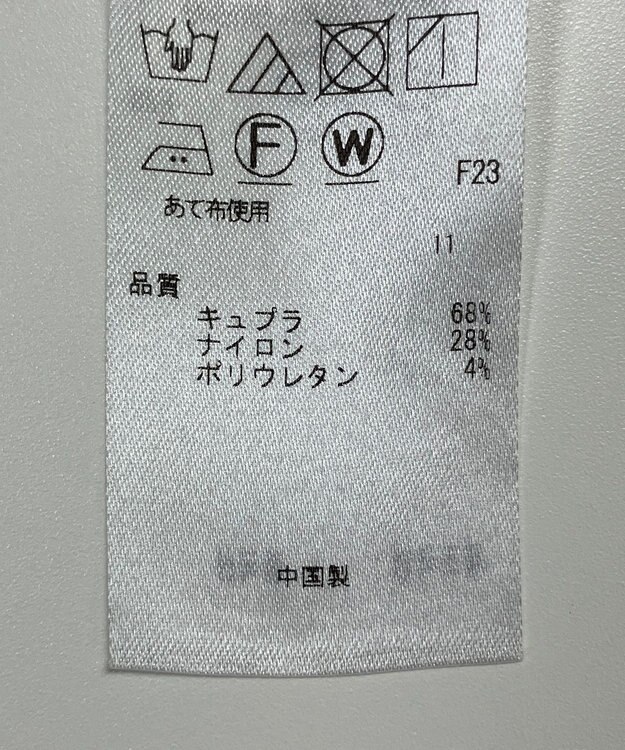 F
W
F23
あて布使用
11
品質
キュプラ 68%
ナイロン 28%
ポリウレタン 4%
中国製